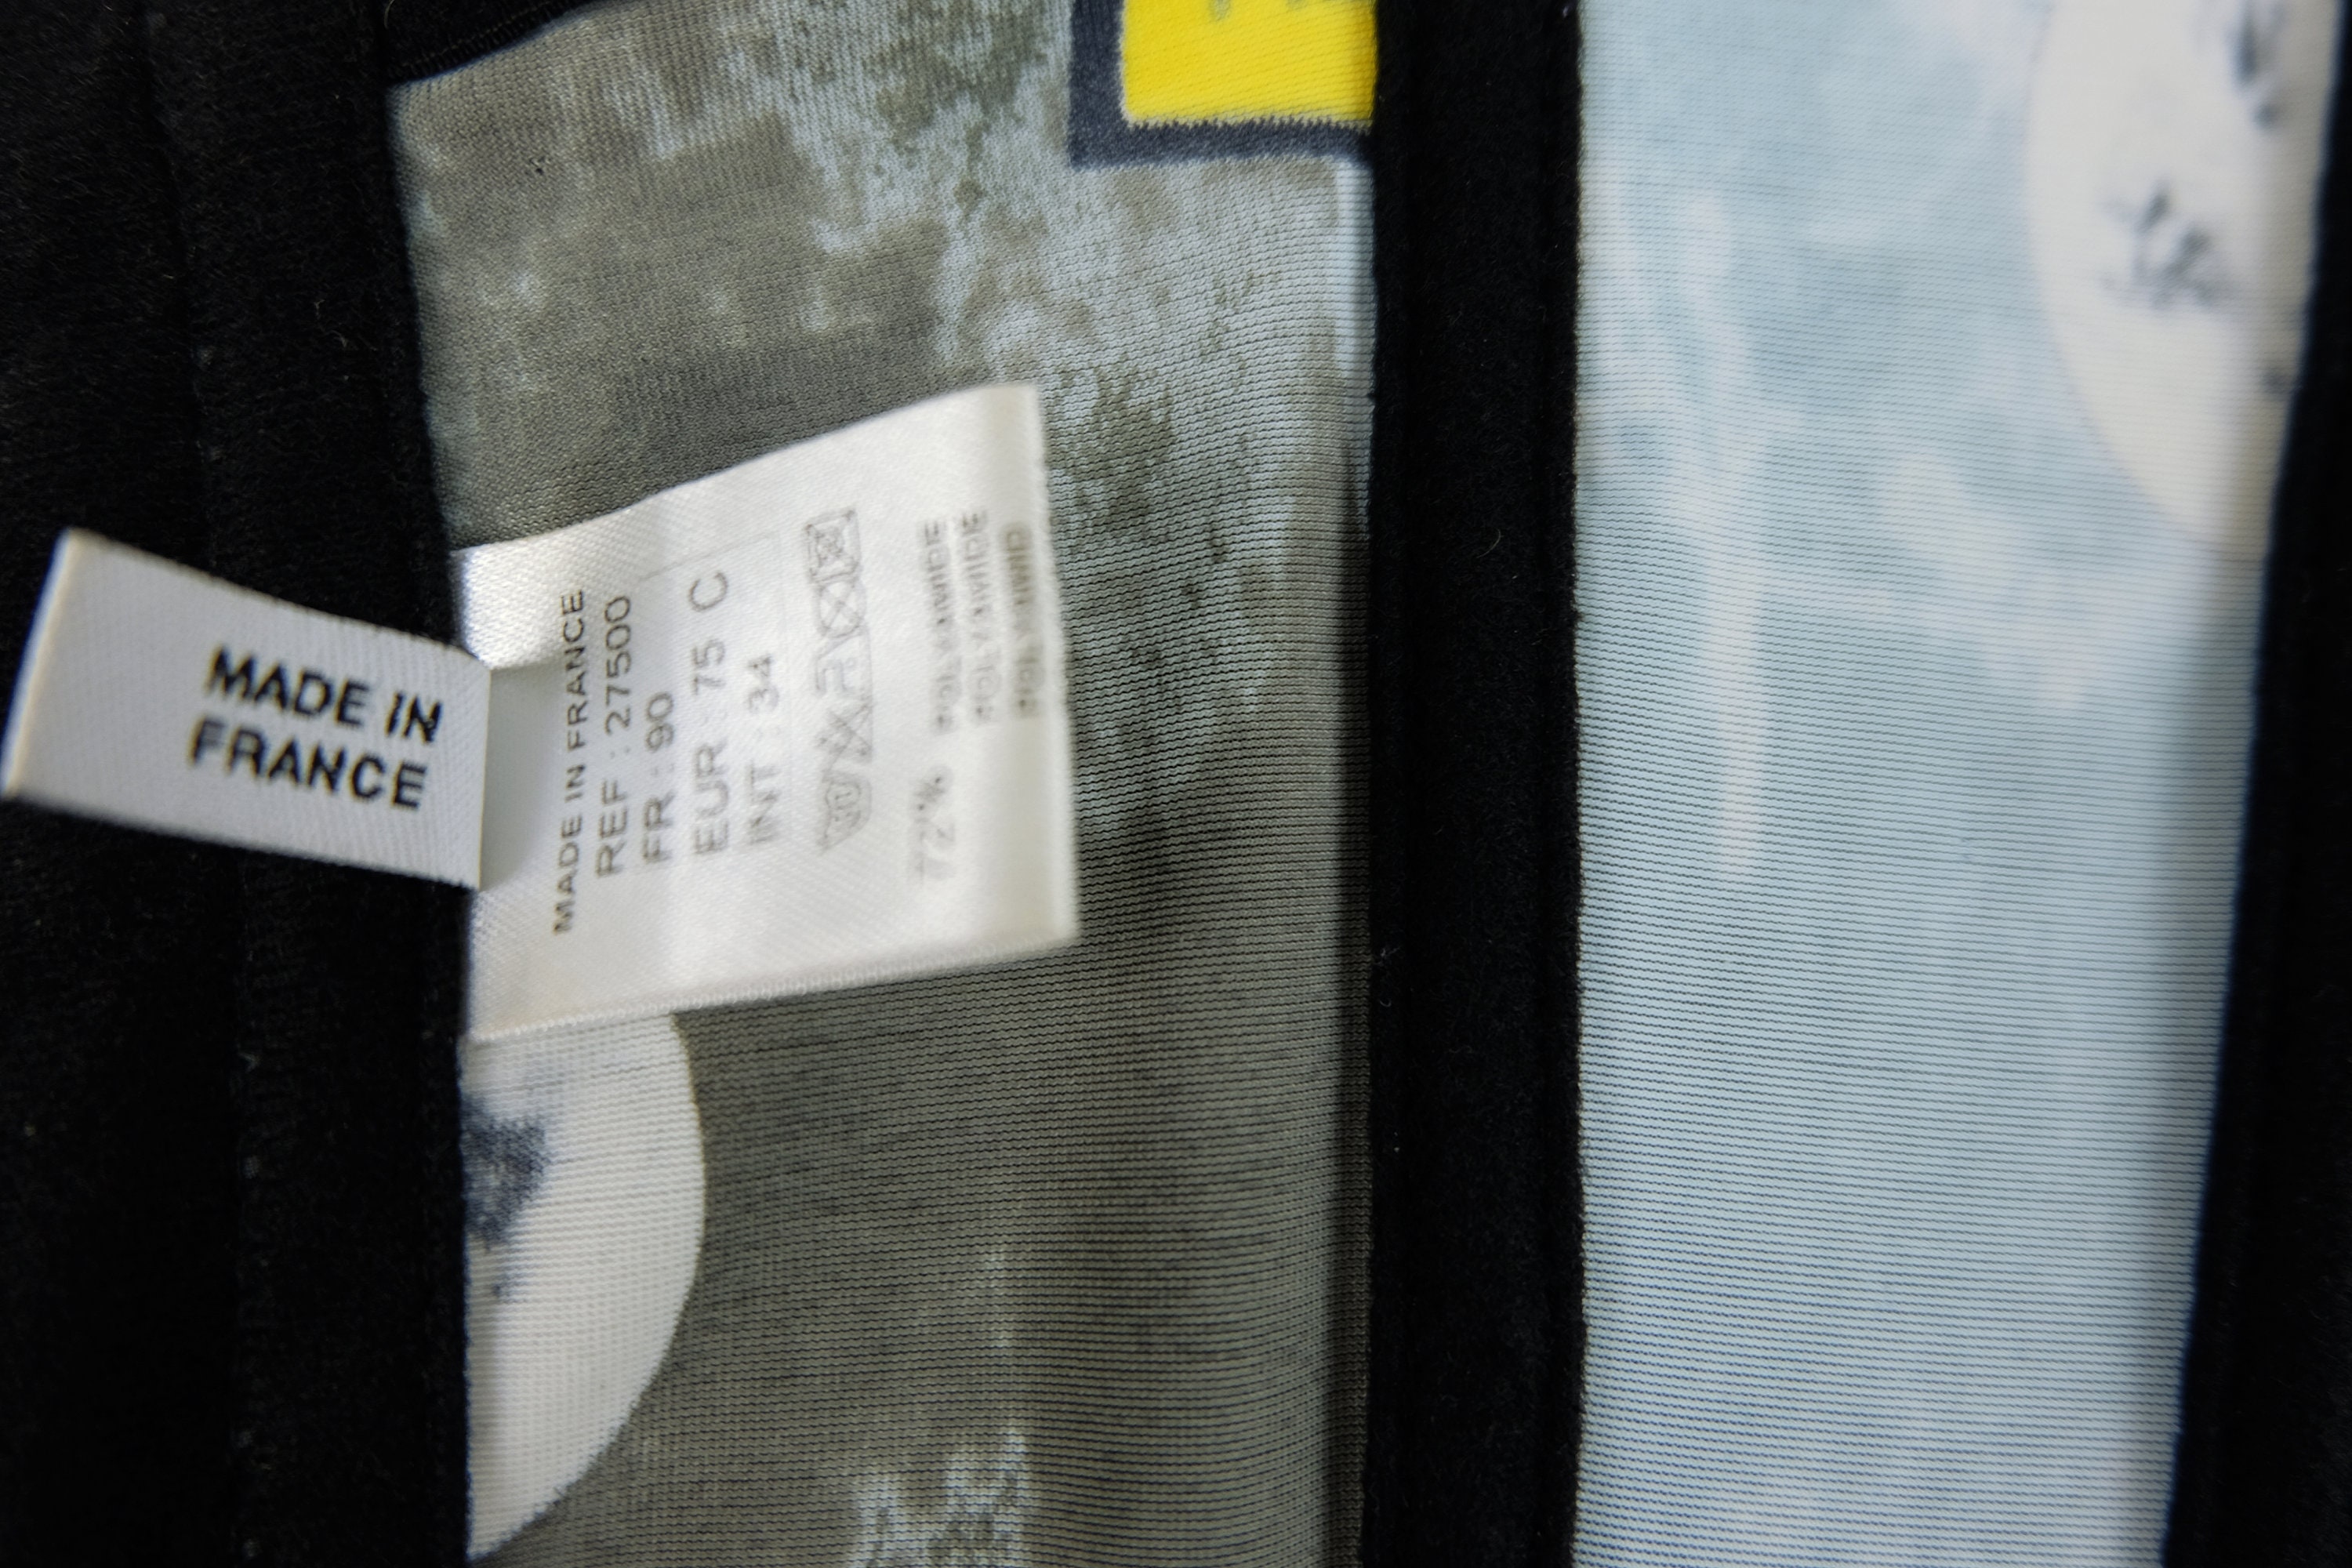 MADE IN
FRANCE
MADE IN FRANCE
REF : 27500
FR : 90
EUR : 75 C
INT : 34
72% POLYAMIDE
POLYAMIDE